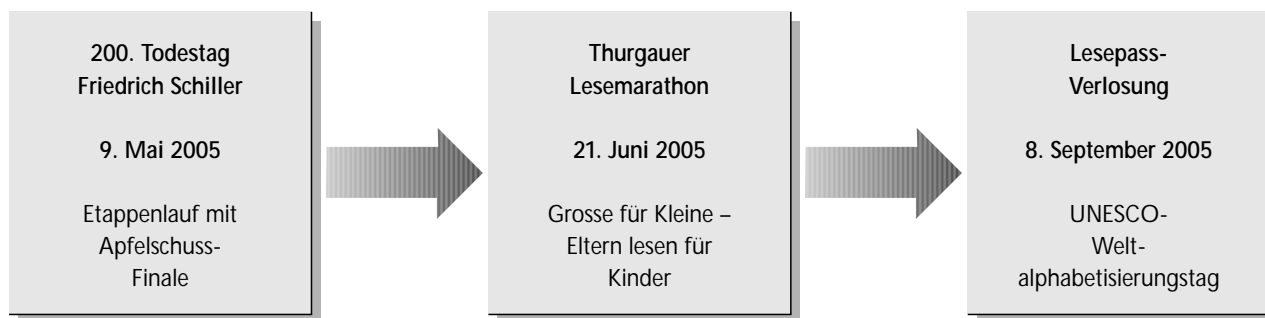 200. Todestag
Friedrich Schiller
9. Mai 2005
Etappenlauf mit
Apfelschuss-
Finale
Thurgauer
Lesemarathon
21. Juni 2005
Grosse für Kleine –
Eltern lesen für
Kinder
Lesepass-
Verlosung
8. September 2005
UNESCO-
Welt-
alphabetisierungstag